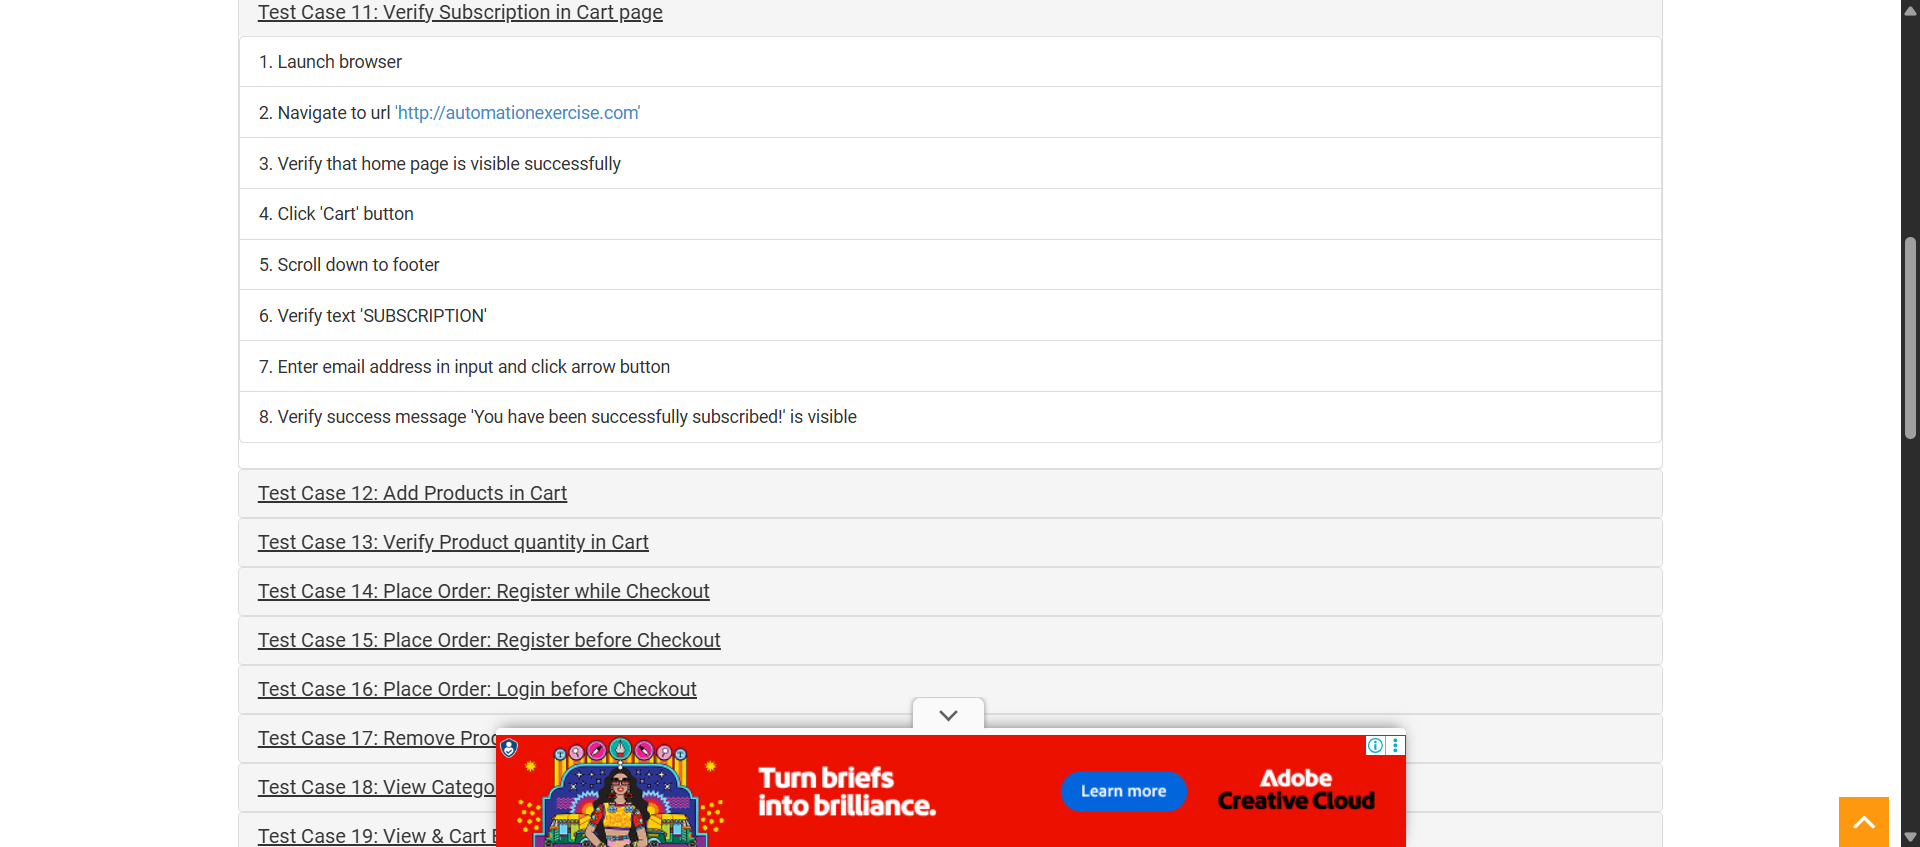 Test Case 11: Verify Subscription in Cart page
1. Launch browser
2. Navigate to url 'http://automationexercise.com'
3. Verify that home page is visible successfully
4. Click 'Cart' button
5. Scroll down to footer
6. Verify text 'SUBSCRIPTION'
7. Enter email address in input and click arrow button
8. Verify success message 'You have been successfully subscribed!' is visible
Test Case 12: Add Products in Cart
Test Case 13: Verify Product quantity in Cart
Test Case 14: Place Order: Register while Checkout
Test Case 15: Place Order: Register before Checkout
Test Case 16: Place Order: Login before Checkout
Test Case 17: Remove
Test Case 18: View
Test Case 19: View & Cart
Turn briefs
into brilliance.
Learn more
Adobe
Creative Cloud